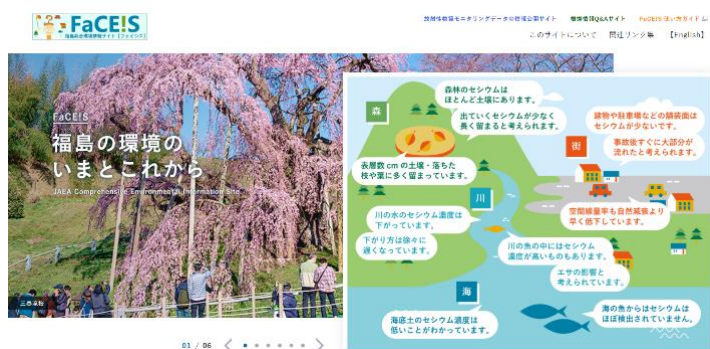 FaCE!S
福島総合環境情報サイト【フェイシス】
放射性物質モニタリングデータの情報公開サイト
環境情報Q&Aサイト
FaCE!S 使い方ガイド
このサイトについて
関連リンク集
【English】
FaCE!S
福島の環境の
いまとこれから
JAEA Comprehensive Environmental Information Site
三春滝桜
01 / 06
森
森林のセシウムは
ほとんど土壌にあります。
出ていくセシウムが少なく
長く留まると考えられます。
表層数 cm の土壌・落ちた
枝や葉に多く留まっています。
街
建物や駐車場などの舗装面は
セシウムが少ないです。
事故後すぐに大部分が
流れたと考えられます。
空間線量率も自然減衰より
早く低下しています。
川
川の水のセシウム濃度は
下がっています。
下がり方は徐々に
遅くなっています。
川の魚の中にはセシウム
濃度が高いものもあります。
エサの影響と
考えられています。
海
海底土のセシウム濃度は
低いことがわかっています。
海の魚からはセシウムは
ほぼ検出されていません。